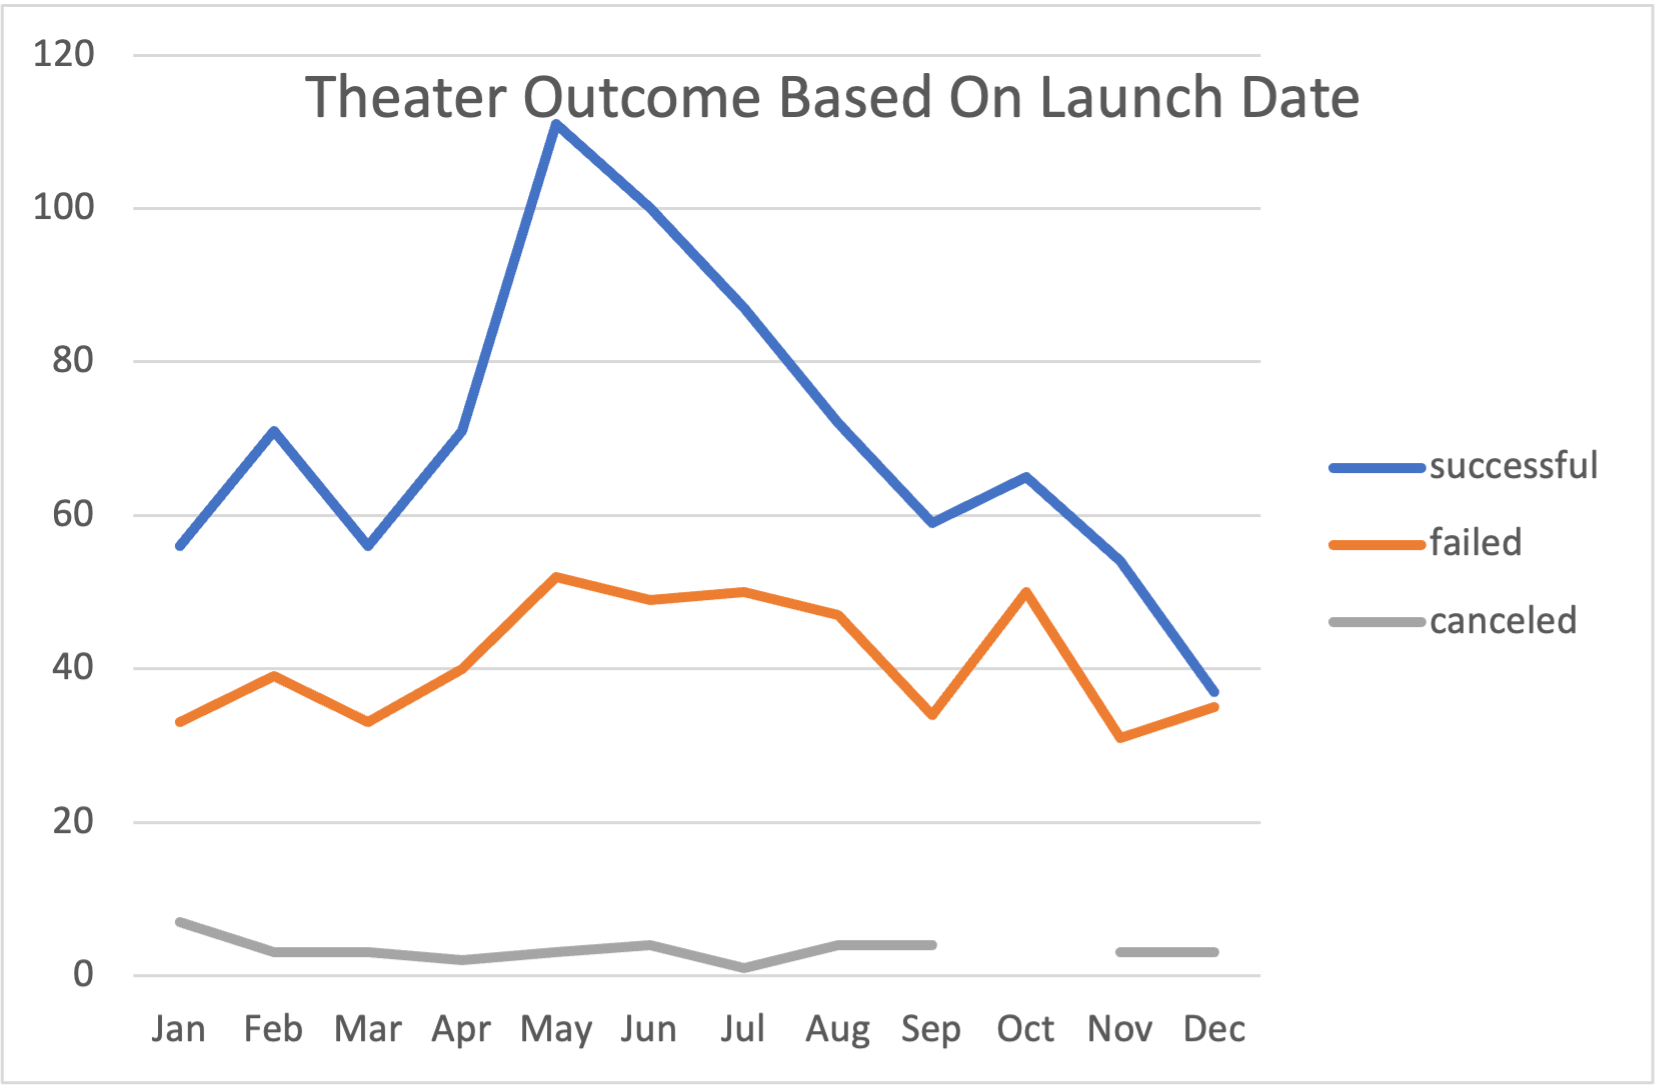 Theater Outcome Based On Launch Date
120
100
80
60
40
20
0
Jan Feb Mar Apr May Jun Jul Aug Sep Oct Nov Dec
successful
failed
canceled